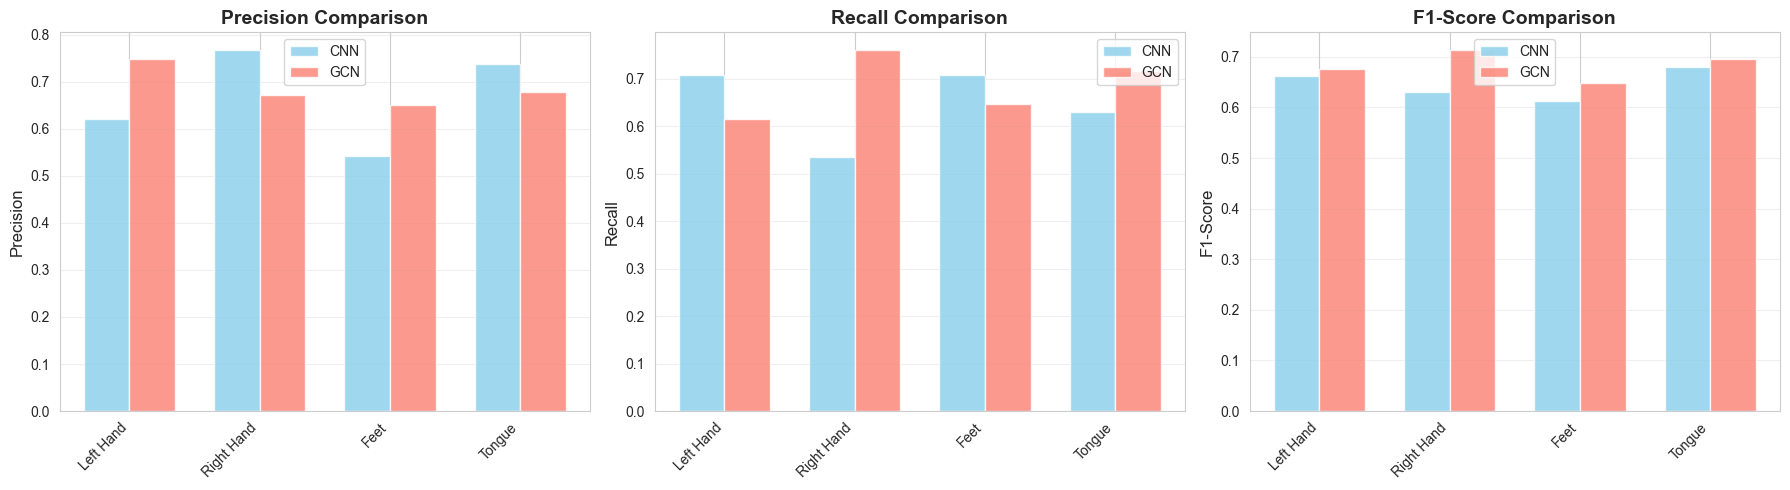 Precision Comparison
Precision
0.8
0.7
0.6
0.5
0.4
0.3
0.2
0.1
0.0
CNN
GCN
Left Hand
Right Hand
Feet
Tongue
Recall Comparison
Recall
0.7
0.6
0.5
0.4
0.3
0.2
0.1
0.0
CNN
GCN
Left Hand
Right Hand
Feet
Tongue
F1-Score Comparison
F1-Score
0.7
0.6
0.5
0.4
0.3
0.2
0.1
0.0
CNN
GCN
Left Hand
Right Hand
Feet
Tongue